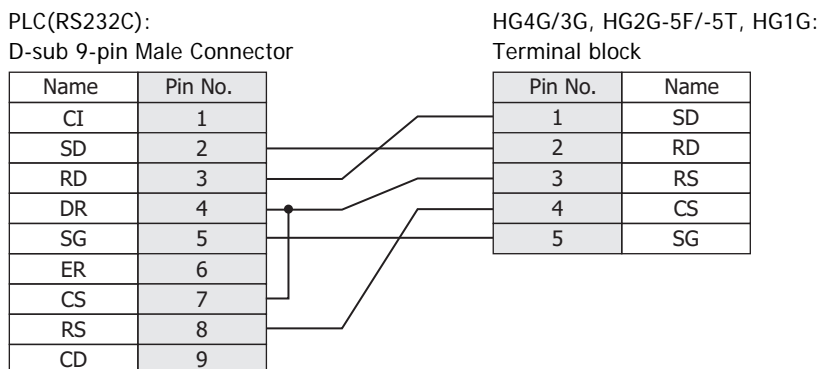 PLC(RS232C):
D-sub 9-pin Male Connector
Name Pin No.
CI 1
SD 2
RD 3
DR 4
SG 5
ER 6
CS 7
RS 8
CD 9
HG4G/3G, HG2G-5F/-5T, HG1G:
Terminal block
Pin No. Name
1 SD
2 RD
3 RS
4 CS
5 SG